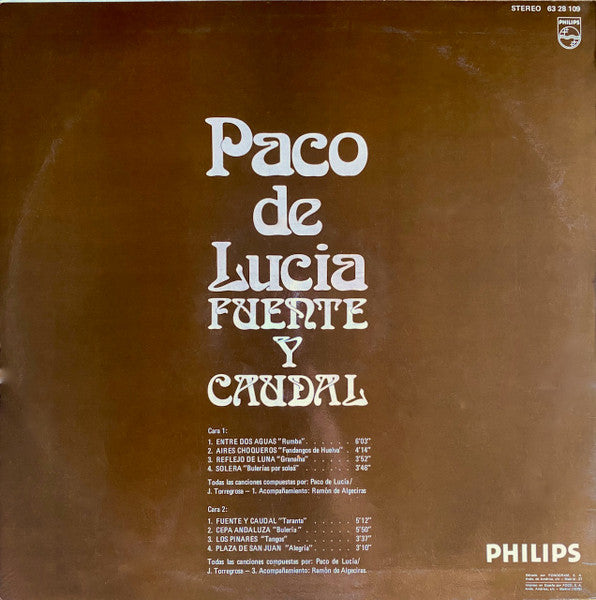 STEREO 63 28 109
PHILIPS
Paco
de
Lucia
FUENTE
Y
CAUDAL
Cara 1:
1. ENTRE DOS AGUAS "Rumba" . . . . . . 6'03"
2. AIRES CHOQUEROS "Fandangos de Huelva" . 4'14"
3. REFLEJO DE LUNA "Granaína" . . . . . . 3'52"
4. SOLERA "Bulerías por soleá" . . . . . . 3'46"
Todas las canciones compuestas por: Paco de Lucía/
J. Torregrosa – 1. Acompañamiento: Ramón de Algeciras
Cara 2:
1. FUENTE Y CAUDAL "Taranta" . . . . . 5'12"
2. CEPA ANDALUZA "Bulería" . . . . . . 5'50"
3. LOS PINARES "Tangos" . . . . . . 3'37"
4. PLAZA DE SAN JUAN "Alegría" . . . . 3'10"
Todas las canciones compuestas por: Paco de Lucía/
J. Torregrosa – 3. Acompañamiento: Ramón de Algeciras.
PHILIPS